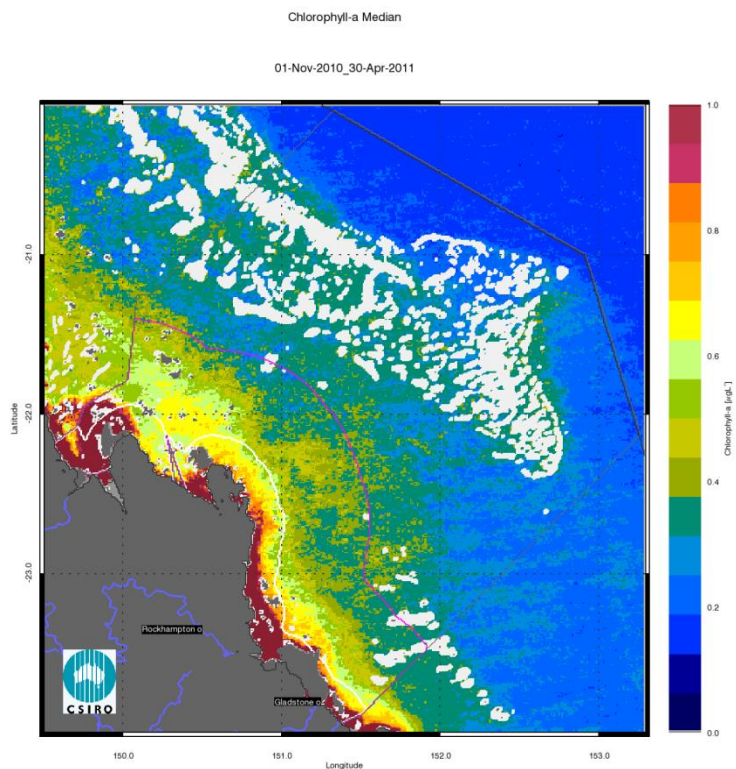 Chlorophyll-a Median
01-Nov-2010_30-Apr-2011
-21.0
-22.0
-23.0
Latitude
150.0
151.0
152.0
153.0
Longitude
Rockhampton o
Gladstone o
CSIRO
1.0
0.8
0.6
0.4
0.2
0.0
Chlorophyll-a [µgL⁻]